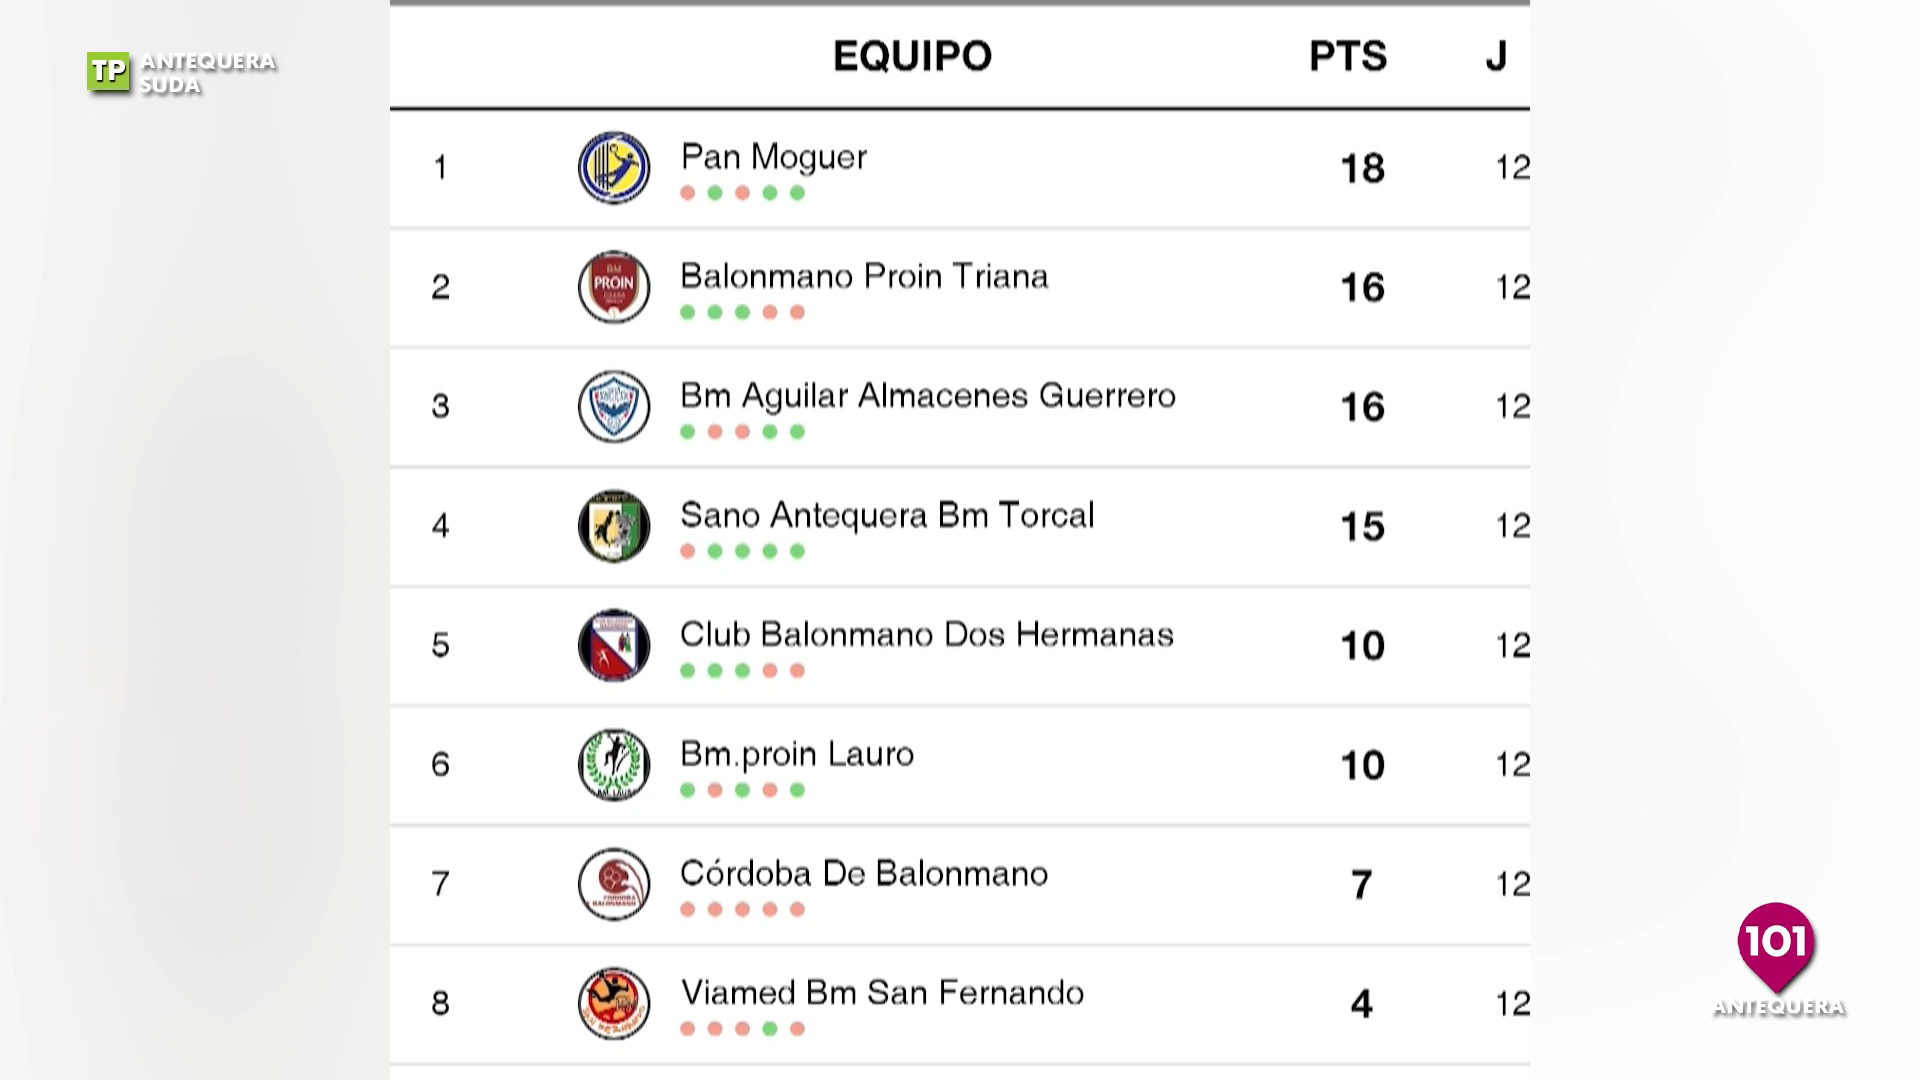 TP ANTEQUERA
SUDA
EQUIPO PTS J
1 Pan Moguer 18 12
2 BM PROIN Balonmano Proin Triana 16 12
3 Bm Aguilar Almacenes Guerrero 16 12
4 Sano Antequera Bm Torcal 15 12
5 Club Balonmano Dos Hermanas 10 12
6 Bm.proin Lauro 10 12
7 Córdoba De Balonmano 7 12
8 Viamed Bm San Fernando 4 12
101
ANTEQUERA